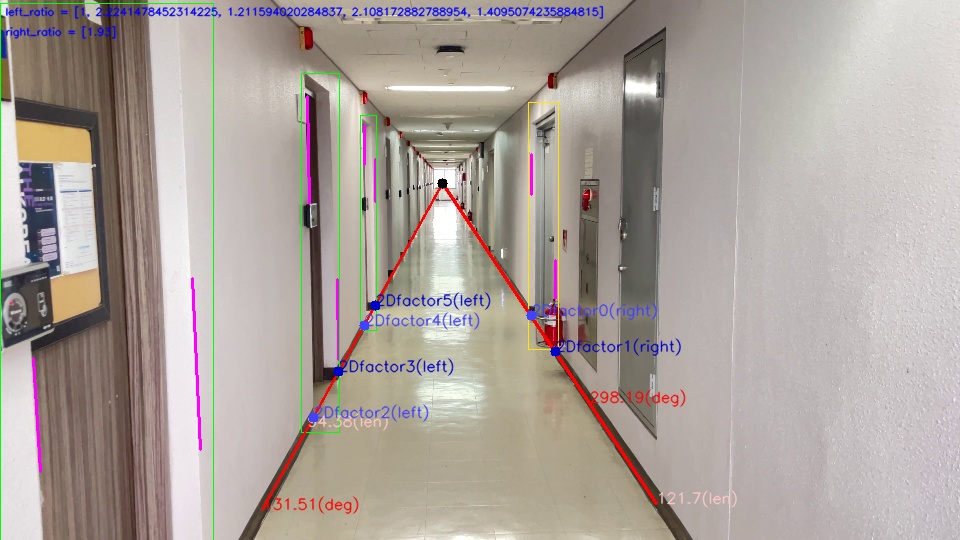 left_ratio = [1, 2.2241478452314225, 1.211594020284837, 2.108172882788954, 1.4095074235884815]
right_ratio = [1.93]
2Dfactor5(left)
2Dfactor0(right)
2Dfactor4(left)
2Dfactor1(right)
2Dfactor3(left)
298.19(deg)
2Dfactor2(left)
94.58(len)
121.7(len)
31.51(deg)